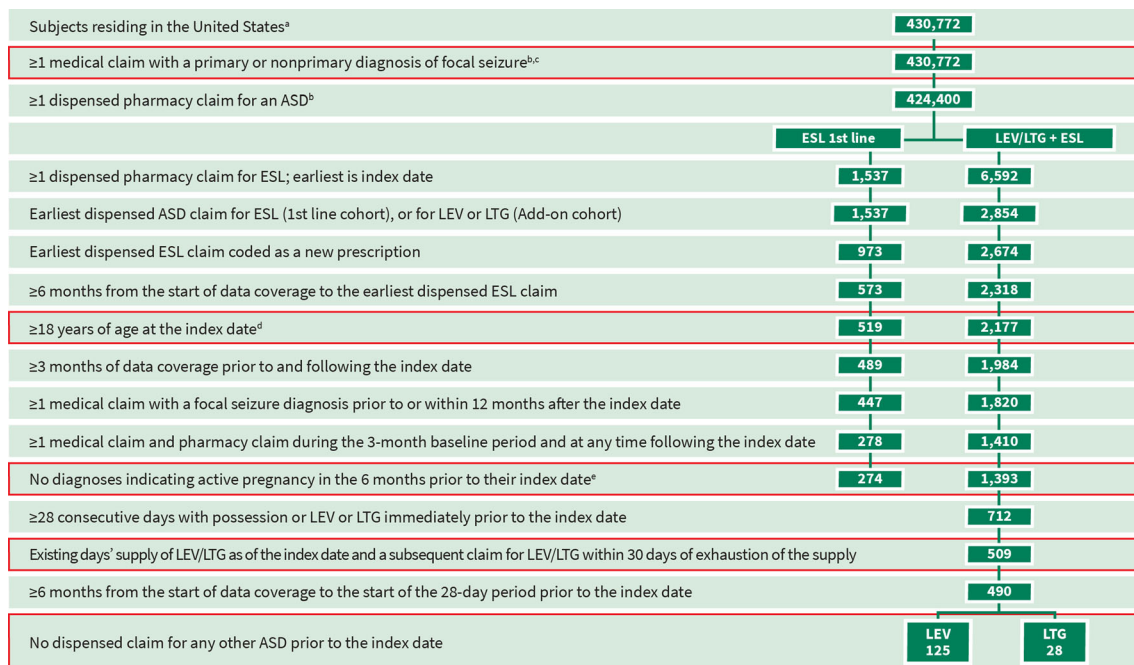 Subjects residing in the United Statesᵃ 430,772
≥1 medical claim with a primary or nonprimary diagnosis of focal seizureᵇ,ᶜ 430,772
≥1 dispensed pharmacy claim for an ASDᵇ 424,400
ESL 1st line LEV/LTG + ESL
≥1 dispensed pharmacy claim for ESL; earliest is index date 1,537 6,592
Earliest dispensed ASD claim for ESL (1st line cohort), or for LEV or LTG (Add-on cohort) 1,537 2,854
Earliest dispensed ESL claim coded as a new prescription 973 2,674
≥6 months from the start of data coverage to the earliest dispensed ESL claim 573 2,318
≥18 years of age at the index dateᵈ 519 2,177
≥3 months of data coverage prior to and following the index date 489 1,984
≥1 medical claim with a focal seizure diagnosis prior to or within 12 months after the index date 447 1,820
≥1 medical claim and pharmacy claim during the 3-month baseline period and at any time following the index date 278 1,410
No diagnoses indicating active pregnancy in the 6 months prior to their index dateᵉ 274 1,393
≥28 consecutive days with possession or LEV or LTG immediately prior to the index date 712
Existing days’ supply of LEV/LTG as of the index date and a subsequent claim for LEV/LTG within 30 days of exhaustion of the supply 509
≥6 months from the start of data coverage to the start of the 28-day period prior to the index date 490
No dispensed claim for any other ASD prior to the index date
LEV LTG
125 28